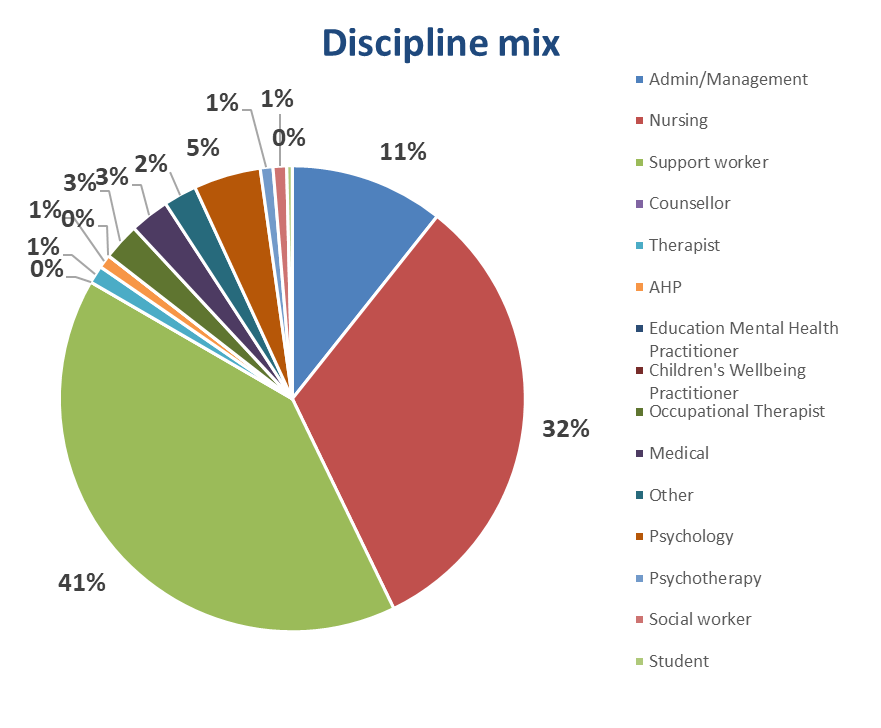 Discipline mix
11%
32%
41%
0%
1%
1%
0%
3%
3%
2%
5%
1%
1%
0%
Admin/Management
Nursing
Support worker
Counsellor
Therapist
AHP
Education Mental Health
Practitioner
Children's Wellbeing
Practitioner
Occupational Therapist
Medical
Other
Psychology
Psychotherapy
Social worker
Student